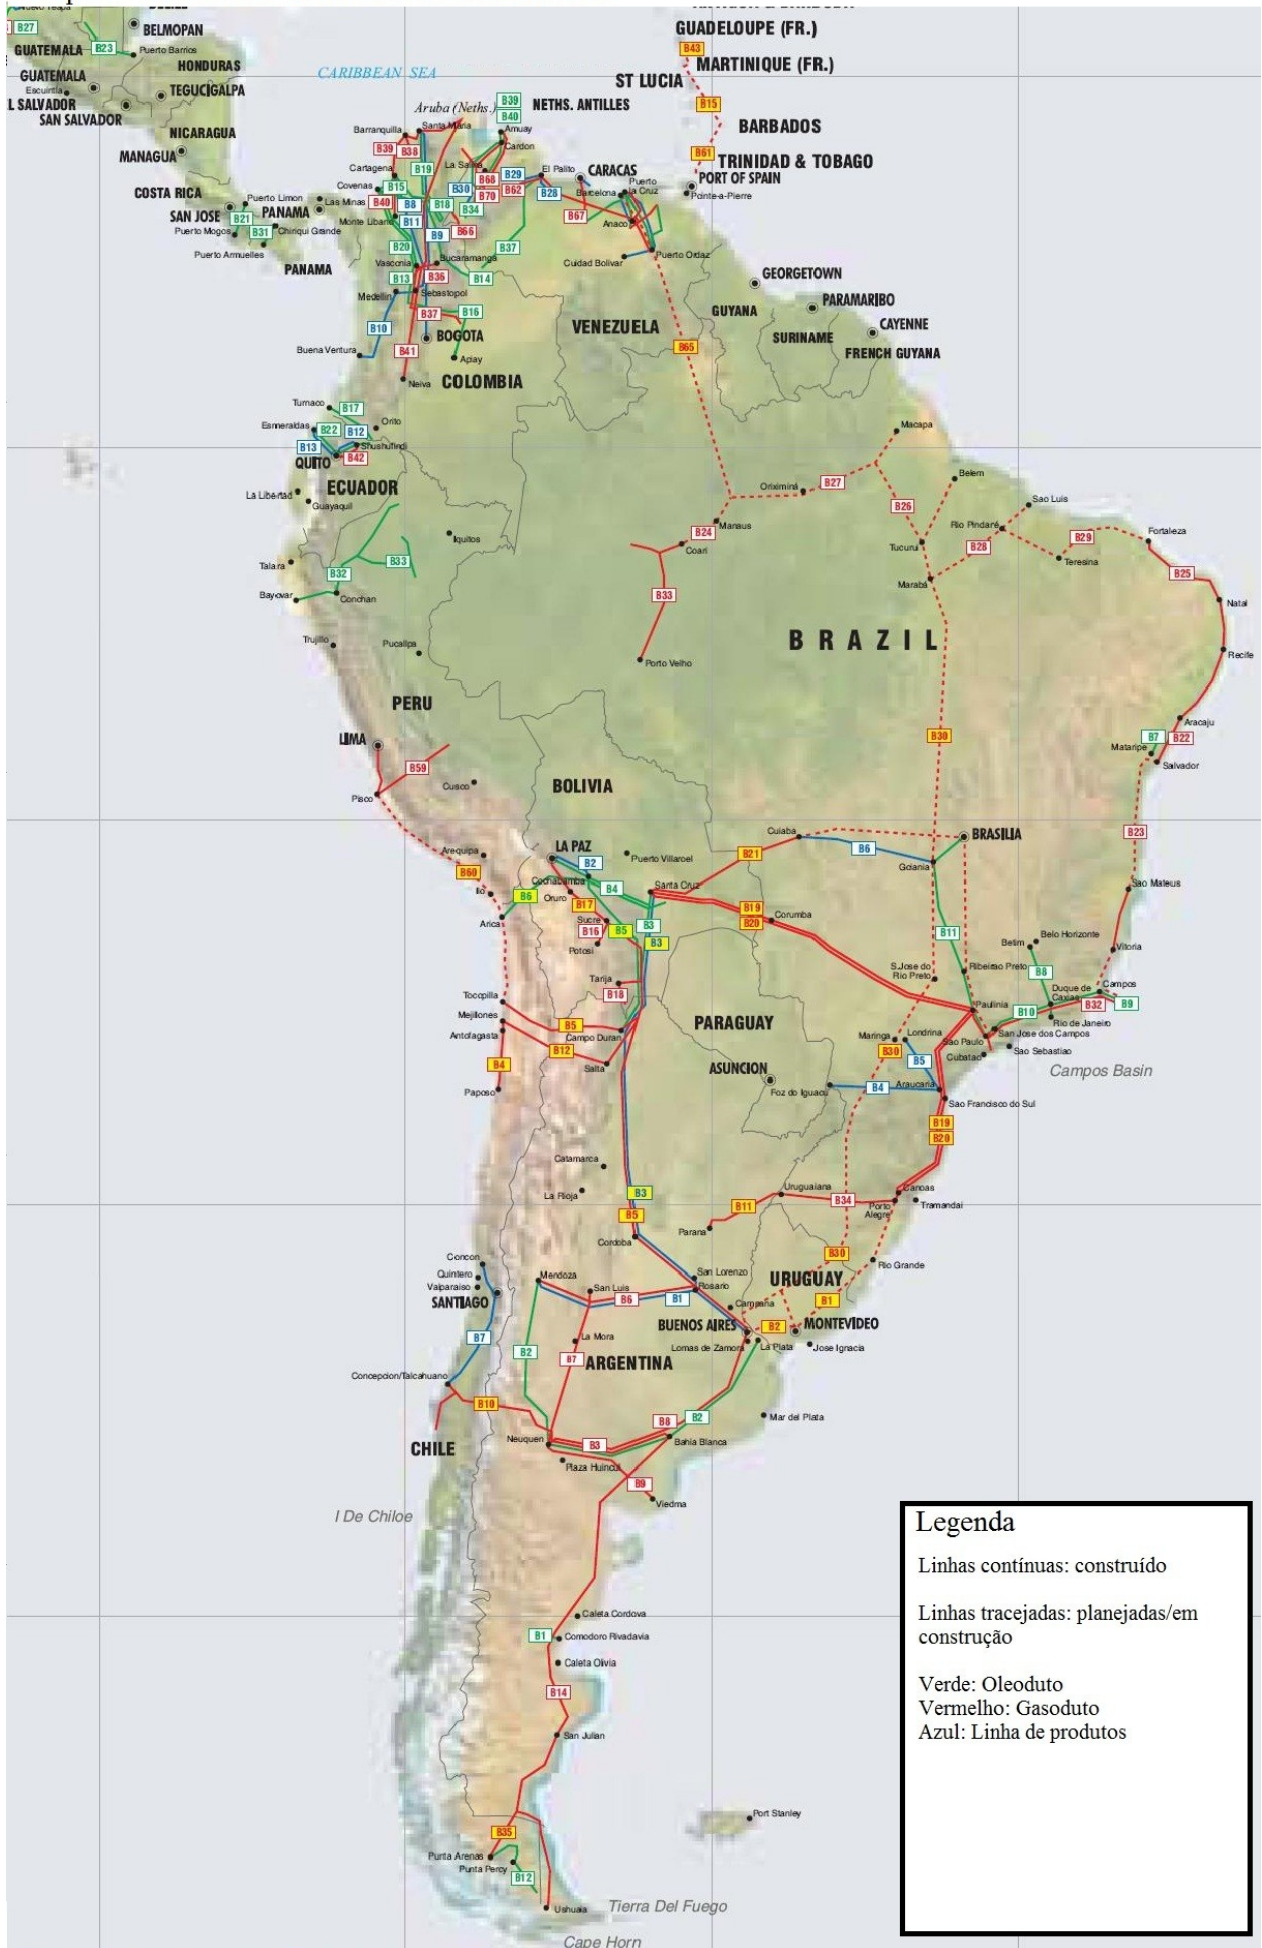 B27
BELMOPAN
GUATEMALA
B23
Puerto Barrios
HONDURAS
GUATEMALA
Escuintla
TEGUCIGALPA
L SALVADOR
SAN SALVADOR
NICARAGUA
MANAGUA
COSTA RICA
SAN JOSE
Puerto Limon
B21
PANAMA
Las Minas
Puerto Mogos
B31
Chiriqui Grande
Puerto Armuelles
PANAMA
CARIBBEAN SEA
GUADELOUPE (FR.)
B43
MARTINIQUE (FR.)
ST LUCIA
B15
BARBADOS
B61
TRINIDAD & TOBAGO
PORT OF SPAIN
Pointe-a-Pierre
Aruba (Neths.)
B39
B40
NETHS. ANTILLES
Barranquilla
Santa Maria
Amuay
Cardon
B39
B38
Cartagena
B19
La Salina
B68
B29
El Palito
CARACAS
Covenas
B15
B30
B70
B62
B28
Barcelona
Puerto
la Cruz
B40
B8
B18
B34
B67
Monte Libano
B11
B66
Anaco
B20
B9
B37
Cuidad Bolivar
Puerto Ordaz
Vasconia
Bucaramanga
B13
B36
B14
Medellin
Sebastopol
B37
B16
B10
BOGOTA
Buena Ventura
B41
Apiay
Neiva
COLOMBIA
VENEZUELA
B65
GEORGETOWN
GUYANA
PARAMARIBO
SURINAME
CAYENNE
FRENCH GUYANA
Tumaco
B17
Esmeraldas
B22
B12
Orito
B13
Shushufindi
QUITO
B42
ECUADOR
La Libertad
Guayaquil
Iquitos
Talara
B32
B33
Bayovar
Conchan
Trujillo
Pucallpa
PERU
LIMA
B59
Pisco
Cusco
Macapa
Oriximiná
B27
Belem
B26
Sao Luis
B24
Manaus
Coari
Rio Pindaré
B29
Fortaleza
Tucurui
B28
Teresina
Marabá
B25
B33
Natal
Porto Velho
BRAZIL
Recife
B30
Aracaju
B7
B22
Mataripe
Salvador
BOLIVIA
Cuiaba
B6
BRASILIA
B23
Goiania
Arequipa
B60
Ilo
LA PAZ
B2
Puerto Villaroel
B21
Cochabamba
B4
Santa Cruz
Oruro
B6
B17
B19
B20
Corumba
Sao Mateus
Arica
Sucre
B16
B5
B3
B3
B11
Belo Horizonte
Betim
Vitoria
Potosi
B8
Tarija
B18
S.Jose do
Rio Preto
Ribeirao Preto
Duque de
Caxias
Campos
B9
B32
B10
Paulinia
Rio de Janeiro
Tocopilla
Mejillones
Antofagasta
B5
Campo Duran
B12
Salta
B4
Paposo
PARAGUAY
ASUNCION
Maringa
Londrina
B30
B5
Sao Paulo
San Jose dos Campos
Cubatao
Sao Sebastiao
Campos Basin
Foz do Iguacu
B4
Araucaria
Sao Francisco do Sul
B19
B20
Catamarca
La Rioja
B3
B5
Cordoba
Uruguaiana
B11
B34
Canoas
Porto
Alegre
Tramandai
Parana
B30
Rio Grande
Concon
Quintero
Valparaiso
SANTIAGO
B7
Mendoza
San Luis
B6
B1
San Lorenzo
Rosario
URUGUAY
B1
Campana
BUENOS AIRES
B2
MONTEVIDEO
Lomas de Zamora
La Plata
Jose Ignacia
La Mora
B2
B7
ARGENTINA
Concepcion/Talcahuano
B10
B8
B2
Mar del Plata
CHILE
Neuquen
B3
Bahia Blanca
Plaza Huincul
B9
Viedma
I De Chiloe
Caleta Cordova
B1
Comodoro Rivadavia
Caleta Olivia
B14
San Julian
B35
Punta Arenas
Punta Percy
B12
Ushuaia
Port Stanley
Tierra Del Fuego
Cape Horn
Legenda
Linhas contínuas: construído
Linhas tracejadas: planejadas/em
construção
Verde: Oleoduto
Vermelho: Gasoduto
Azul: Linha de produtos